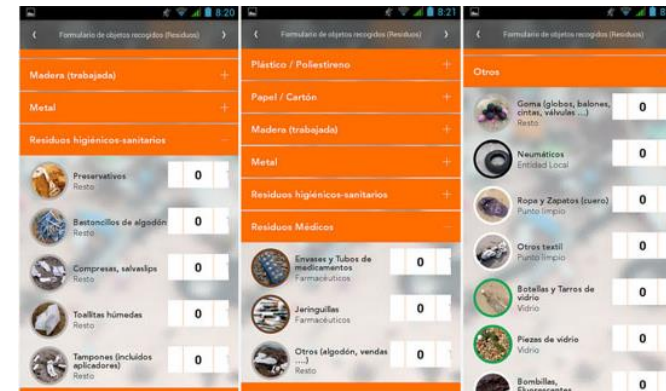 8:20
Formulario de objetos recogidos (Residuos)
Madera (trabajada)
Metal
Residuos higiénicos-sanitarios
Preservativos
Resto
0
Bastoncillos de algodón
Resto
0
Compresas, salvaslips
Resto
0
Toallitas húmedas
Resto
0
Tampones (incluidos
aplicadores)
Resto
0
8:21
Formulario de objetos recogidos (Residuos)
Plástico / Poliestireno
Papel / Cartón
Madera (trabajada)
Metal
Residuos higiénicos-sanitarios
Residuos Médicos
Envases y Tubos de
medicamentos
Farmacéuticos
0
Jeringuillas
Farmacéuticos
0
Otros (algodón, vendas
....)
Resto
0
Formulario de objetos recogidos (Residuos)
Otros
Goma (globos, balones,
cintas, válvulas ...)
Resto
0
Neumáticos
Entidad Local
0
Ropa y Zapatos (cuero)
Punto limpio
0
Otros textil
Punto limpio
0
Botellas y Tarros de
vidrio
Vidrio
0
Piezas de vidrio
Vidrio
0
Bombillas,
Fluorescentes
0